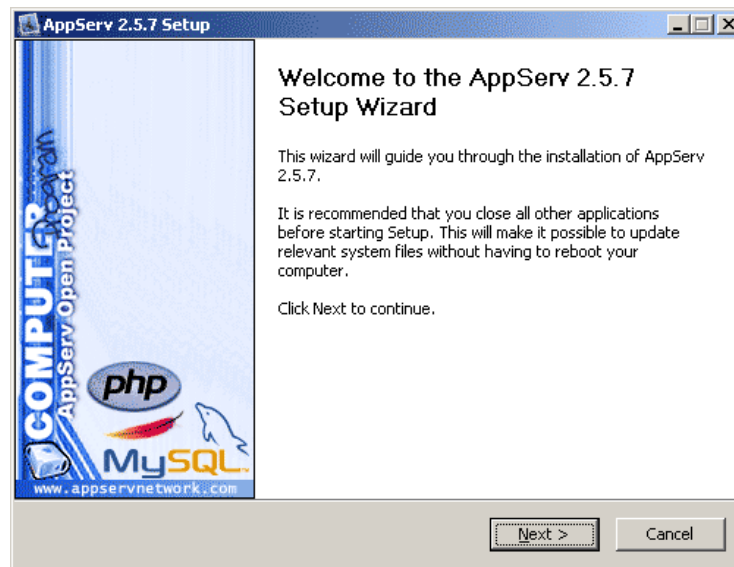 AppServ 2.5.7 Setup
Welcome to the AppServ 2.5.7
Setup Wizard
This wizard will guide you through the installation of AppServ
2.5.7.
It is recommended that you close all other applications
before starting Setup. This will make it possible to update
relevant system files without having to reboot your
computer.
Click Next to continue.
COMPUTER
Program
AppServ Open Project
php
MySQL
www.appservnetwork.com
Next >
Cancel